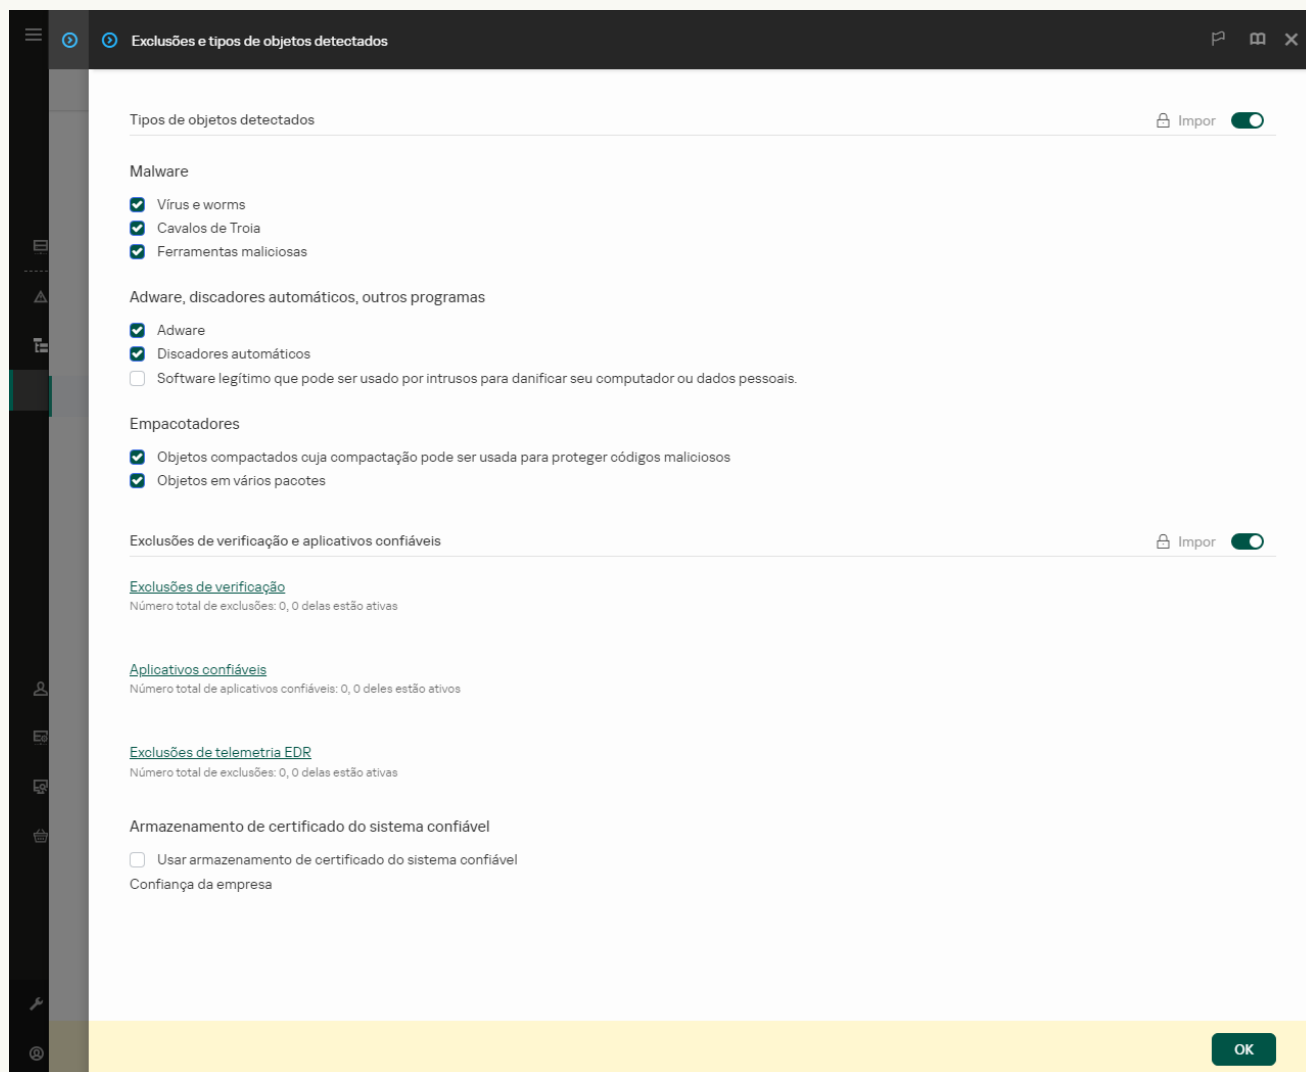 Exclusões e tipos de objetos detectados
Tipos de objetos detectados
Impor
Malware
Vírus e worms
Cavalos de Troia
Ferramentas maliciosas
Adware, discadores automáticos, outros programas
Adware
Discadores automáticos
Software legítimo que pode ser usado por intrusos para danificar seu computador ou dados pessoais.
Empacotadores
Objetos compactados cuja compactação pode ser usada para proteger códigos maliciosos
Objetos em vários pacotes
Exclusões de verificação e aplicativos confiáveis
Impor
Exclusões de verificação
Número total de exclusões: 0, 0 delas estão ativas
Aplicativos confiáveis
Número total de aplicativos confiáveis: 0, 0 deles estão ativos
Exclusões de telemetria EDR
Número total de exclusões: 0, 0 delas estão ativas
Armazenamento de certificado do sistema confiável
Usar armazenamento de certificado do sistema confiável
Confiança da empresa
OK